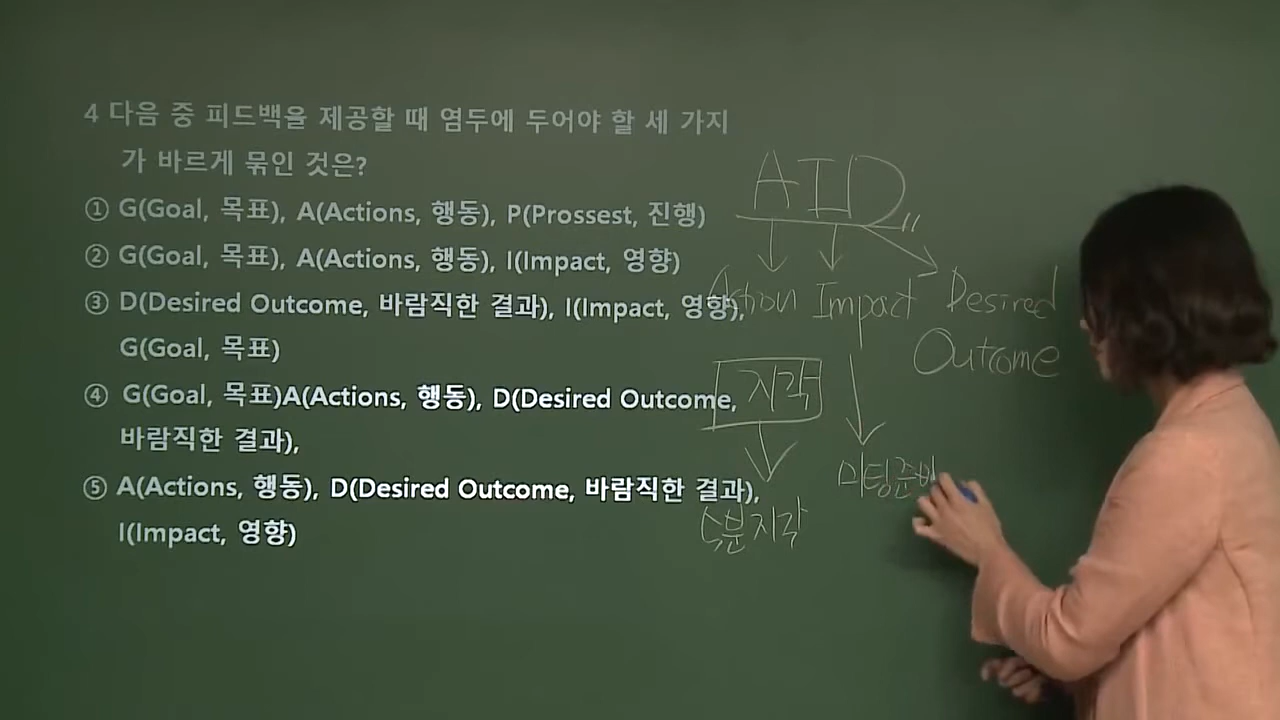 4 다음 중 피드백을 제공할 때 염두에 두어야 할 세 가지
가 바르게 묶인 것은?
① G(Goal, 목표), A(Actions, 행동), P(Prossest, 진행)
② G(Goal, 목표), A(Actions, 행동), I(Impact, 영향)
③ D(Desired Outcome, 바람직한 결과), I(Impact, 영향),
G(Goal, 목표)
④ G(Goal, 목표)A(Actions, 행동), D(Desired Outcome,
바람직한 결과),
⑤ A(Actions, 행동), D(Desired Outcome, 바람직한 결과),
I(Impact, 영향)
AID
Action Impact Desired
Outcome
지각
미팅준비
5분 지각